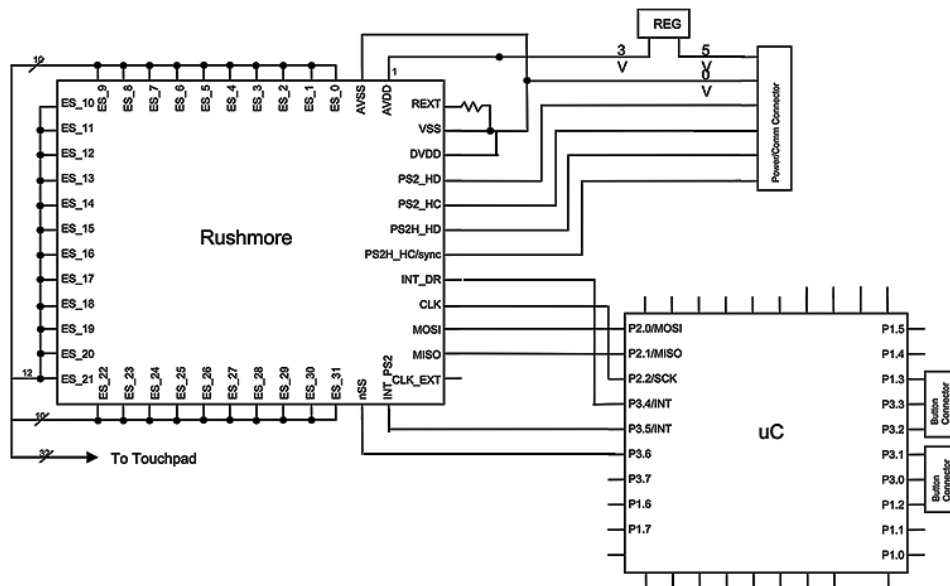 REG
3
V
5
V
0
V
Power/Comm Connector
10
ES_9
ES_8
ES_7
ES_6
ES_5
ES_4
ES_3
ES_2
ES_1
ES_0
AVSS
AVDD
1
ES_10
ES_11
ES_12
ES_13
ES_14
ES_15
ES_16
ES_17
ES_18
ES_19
ES_20
ES_21
12
Rushmore
REXT
VSS
DVDD
PS2_HD
PS2_HC
PS2H_HD
PS2H_HC/sync
INT_DR
CLK
MOSI
MISO
CLK_EXT
ES_22
ES_23
ES_24
ES_25
ES_26
ES_27
ES_28
ES_29
ES_30
ES_31
nSS
INT_PS2
10
32
To Touchpad
P2.0/MOSI
P2.1/MISO
P2.2/SCK
P3.4/INT
P3.5/INT
P3.6
P3.7
P1.6
P1.7
uC
P1.5
P1.4
P1.3
P3.3
P3.2
P3.1
P3.0
P1.2
P1.1
P1.0
Button
Connector
Button
Connector